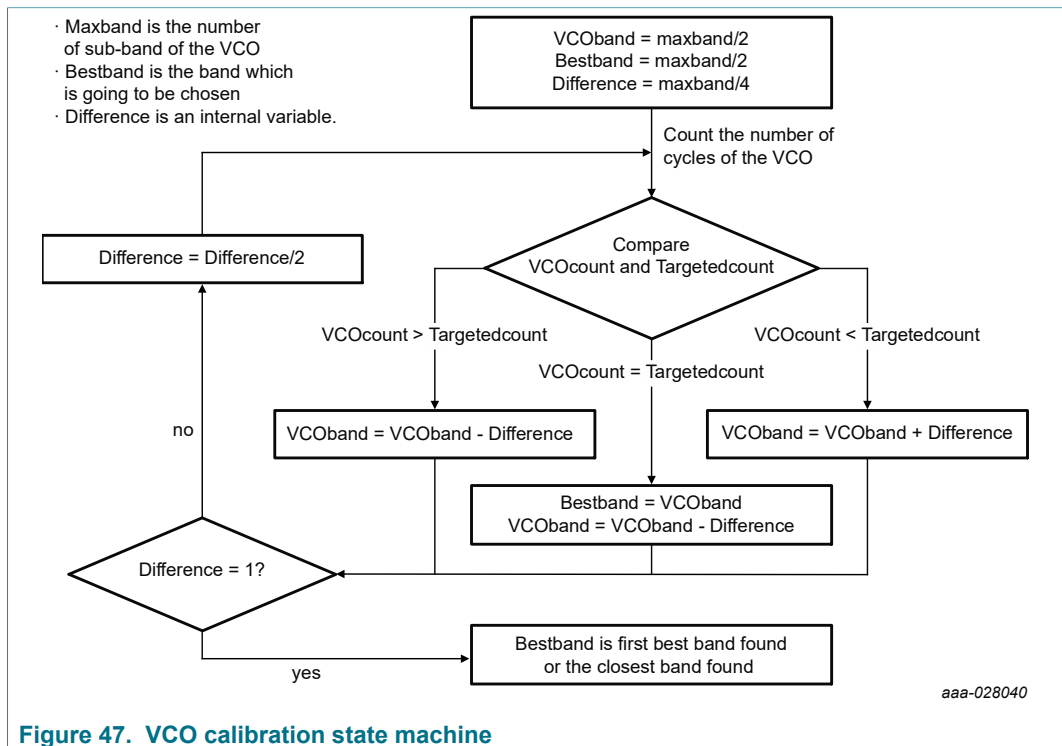 · Maxband is the number
of sub-band of the VCO
· Bestband is the band which
is going to be chosen
· Difference is an internal variable.
VCOband = maxband/2
Bestband = maxband/2
Difference = maxband/4
Count the number of
cycles of the VCO
Difference = Difference/2
Compare
VCOcount and Targetedcount
VCOcount > Targetedcount
VCOcount < Targetedcount
VCOcount = Targetedcount
no
VCOband = VCOband - Difference
VCOband = VCOband + Difference
Bestband = VCOband
VCOband = VCOband - Difference
Difference = 1?
yes
Bestband is first best band found
or the closest band found
aaa-028040
Figure 47. VCO calibration state machine